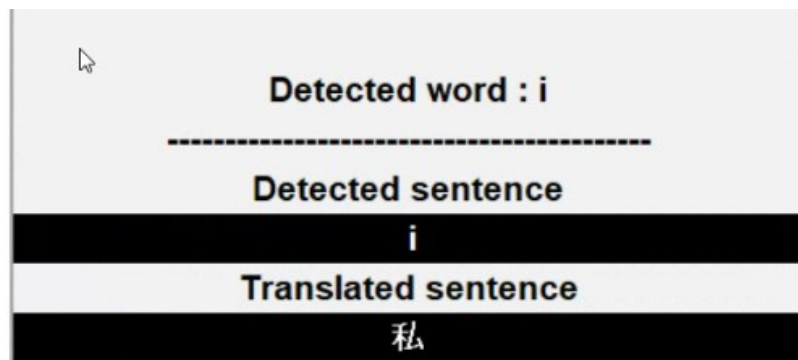 Detected word : i
------------------------------------------
Detected sentence
i
Translated sentence
私